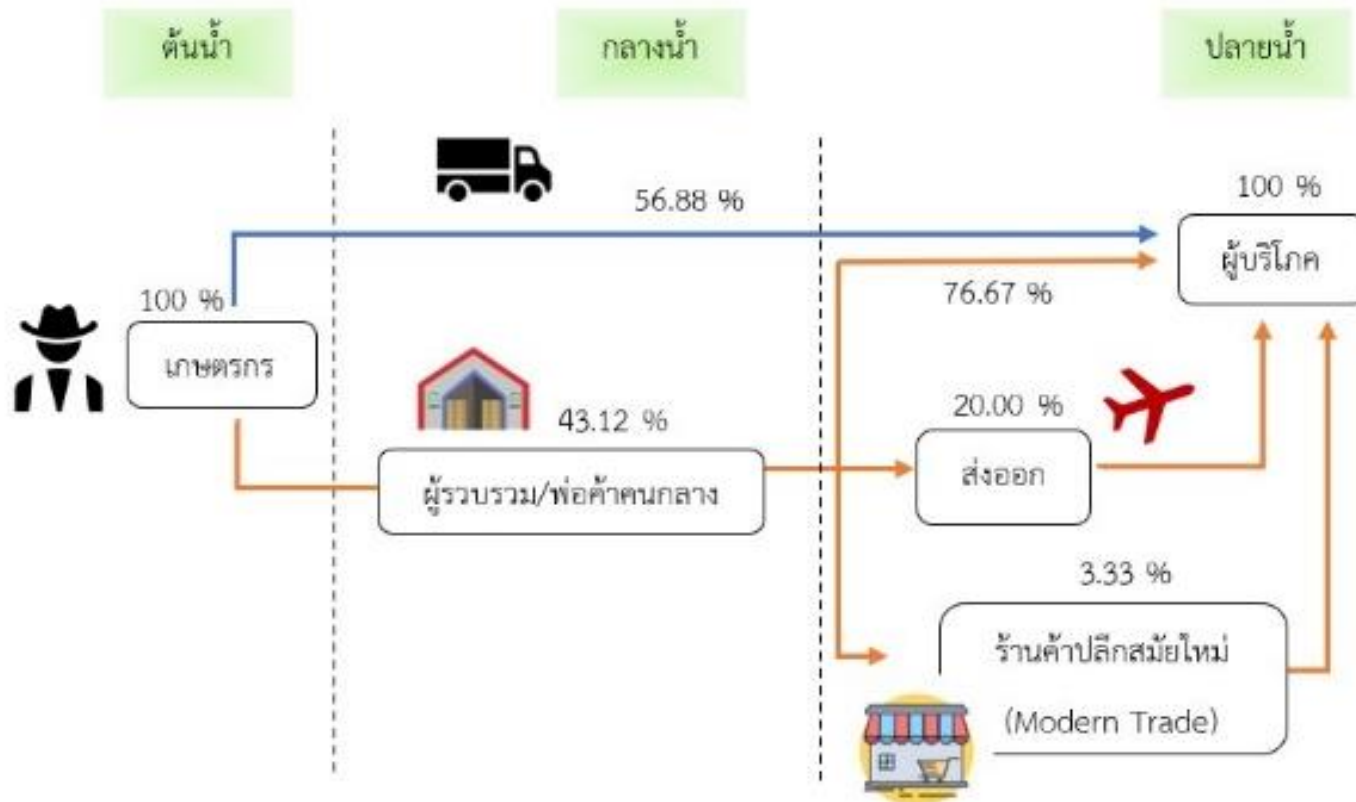 ต้นน้ำ
กลางน้ำ
ปลายน้ำ
56.88 %
100 %
ผู้บริโภค
76.67 %
100 %
เกษตรกร
43.12 %
ผู้รวบรวม/พ่อค้าคนกลาง
20.00 %
ส่งออก
3.33 %
ร้านค้าปลีกสมัยใหม่
(Modern Trade)